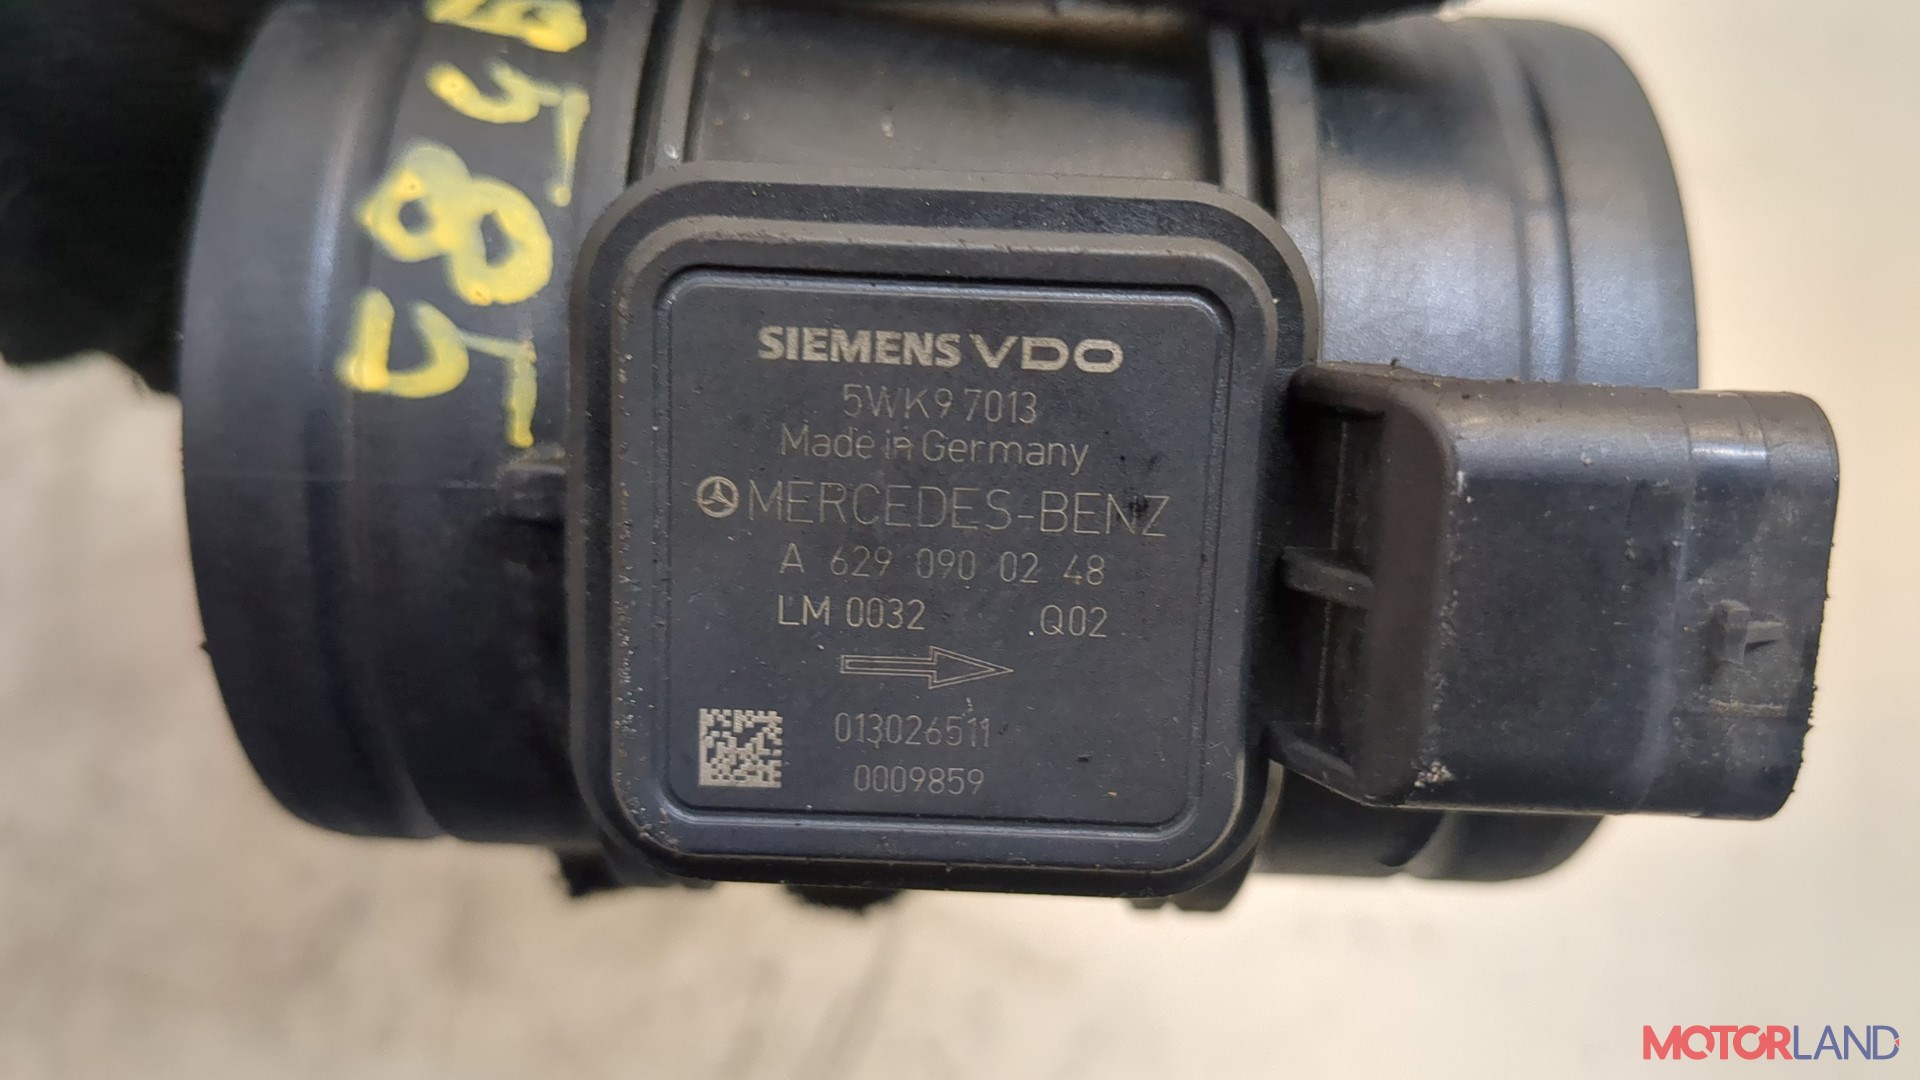 SIEMENS VDO
5WK9 7013
Made in Germany
MERCEDES-BENZ
A 629 090 02 48
LM 0032 Q02
013026511
0009859
MOTORLAND